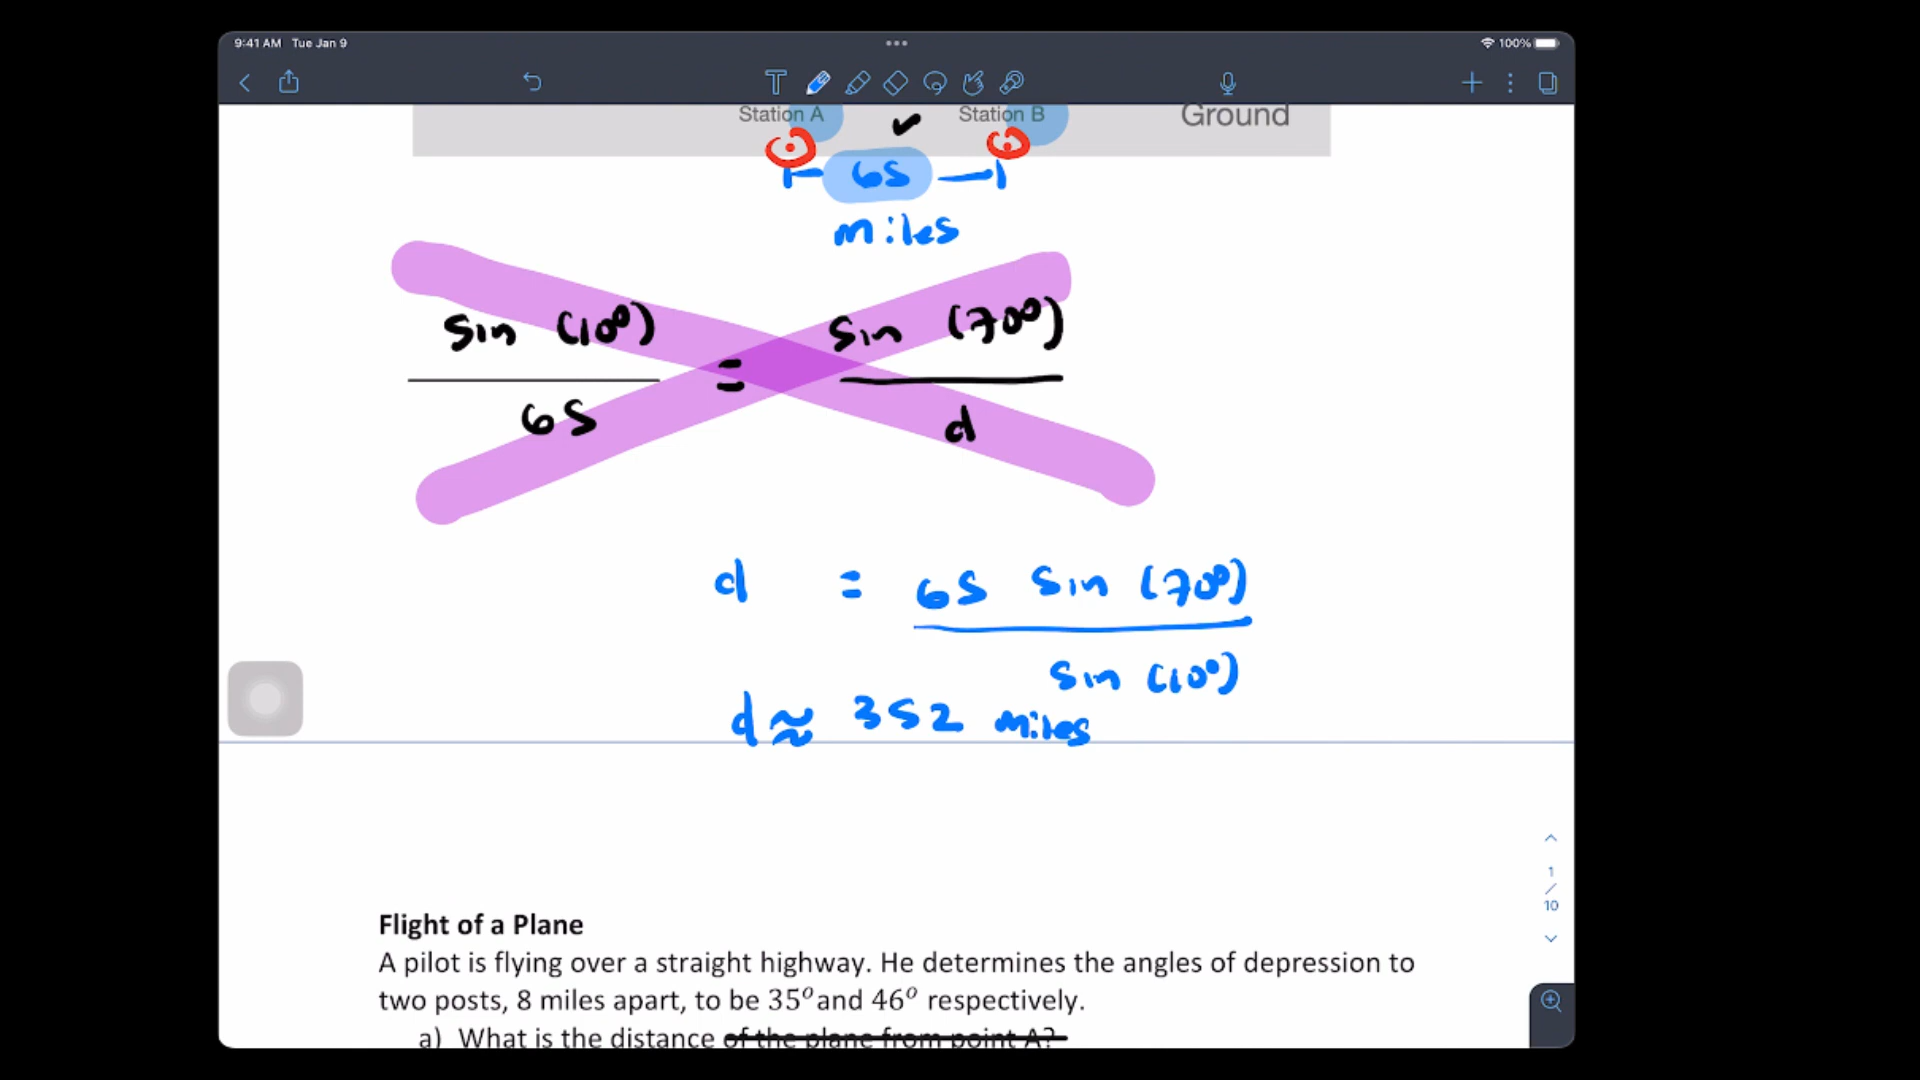 9:41 AM Tue Jan 9
100%
Station A Station B Ground
65
miles
sin (10°) = sin (70°)
65 d
d = 65 sin (70°)
sin (10°)
d ≈ 352 miles
1
/
10
Flight of a Plane
A pilot is flying over a straight highway. He determines the angles of depression to
two posts, 8 miles apart, to be 35° and 46° respectively.
a) What is the distance of the plane from point A?